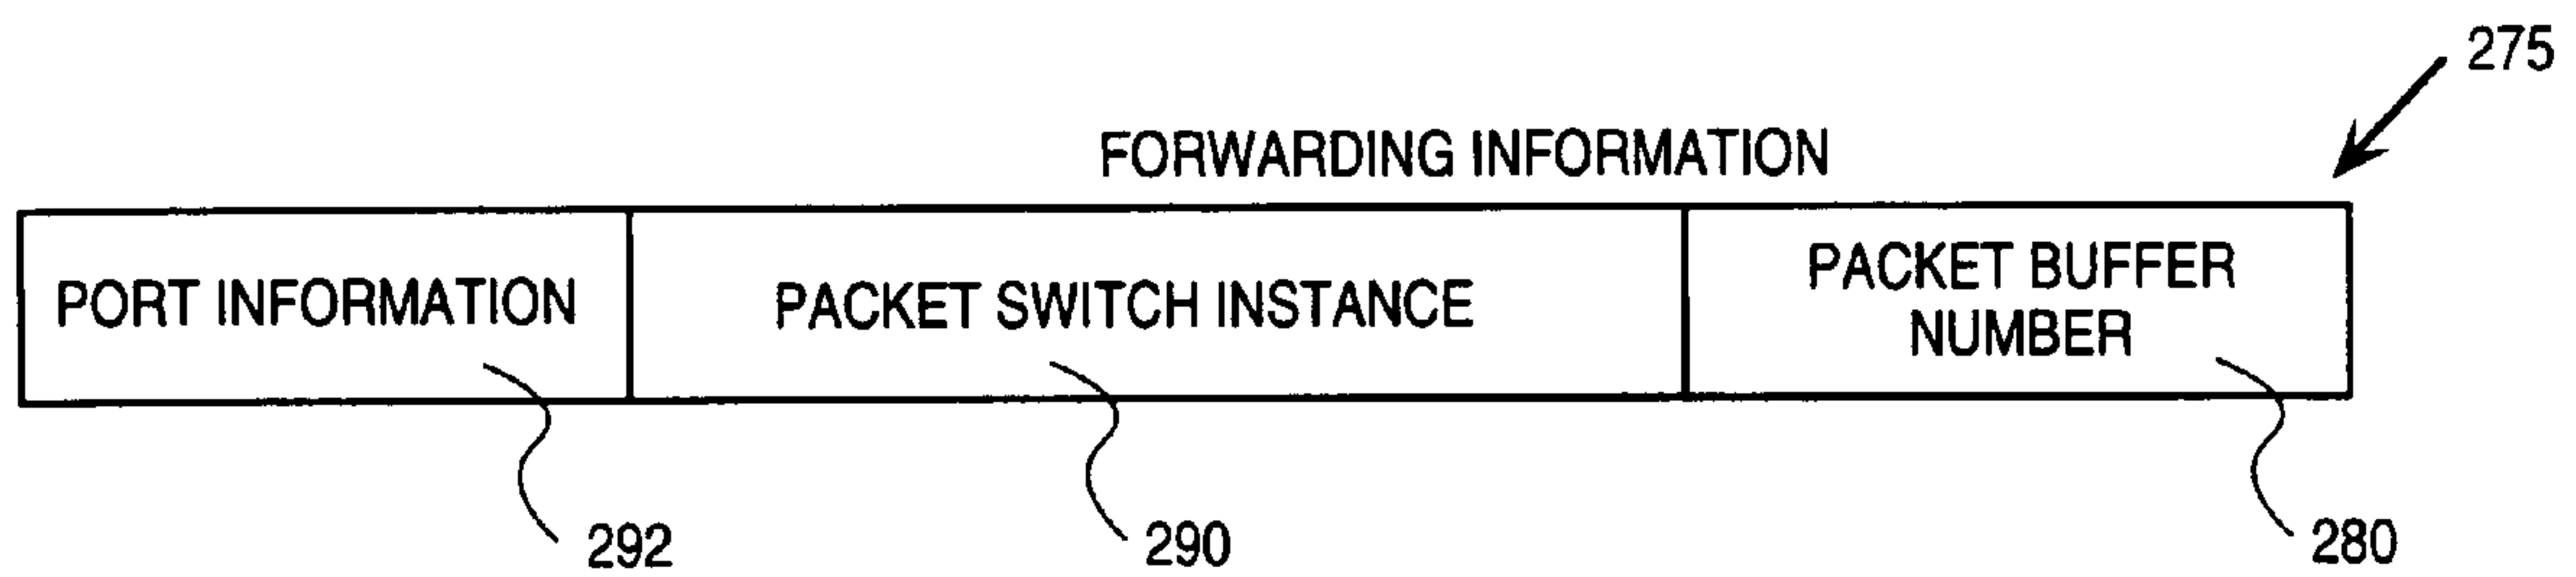 275
FORWARDING INFORMATION
PORT INFORMATION
PACKET SWITCH INSTANCE
PACKET BUFFER
NUMBER
292
290
280